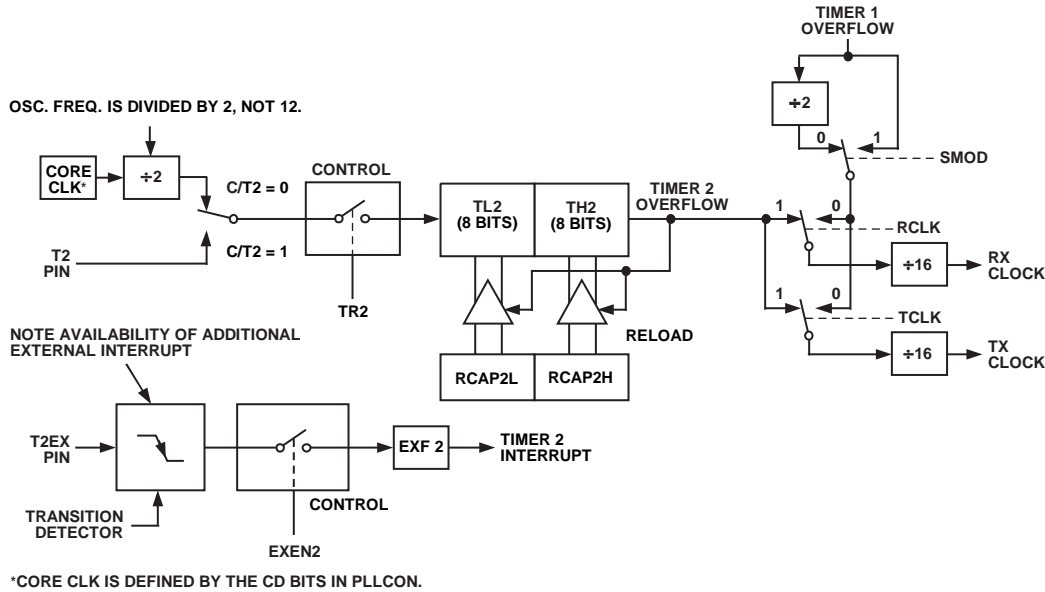 TIMER 1
OVERFLOW
OSC. FREQ. IS DIVIDED BY 2, NOT 12.
÷2
0
1
SMOD
CORE
CLK*
÷2
C/T2 = 0
C/T2 = 1
T2
PIN
CONTROL
TR2
TL2
(8 BITS)
TH2
(8 BITS)
TIMER 2
OVERFLOW
1
0
RCLK
÷16
RX
CLOCK
1
0
TCLK
÷16
TX
CLOCK
RELOAD
RCAP2L
RCAP2H
NOTE AVAILABILITY OF ADDITIONAL
EXTERNAL INTERRUPT
T2EX
PIN
TRANSITION
DETECTOR
CONTROL
EXEN2
EXF 2
TIMER 2
INTERRUPT
*CORE CLK IS DEFINED BY THE CD BITS IN PLLCON.